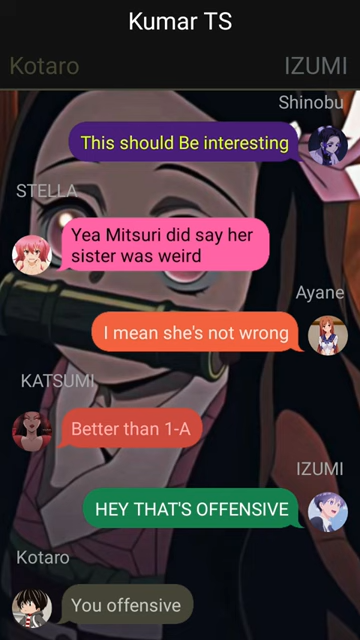 Kumar TS
Kotaro
IZUMI
Shinobu
This should Be interesting
STELLA
Yea Mitsuri did say her
sister was weird
Ayane
I mean she's not wrong
KATSUMI
Better than 1-A
IZUMI
HEY THAT'S OFFENSIVE
Kotaro
You offensive